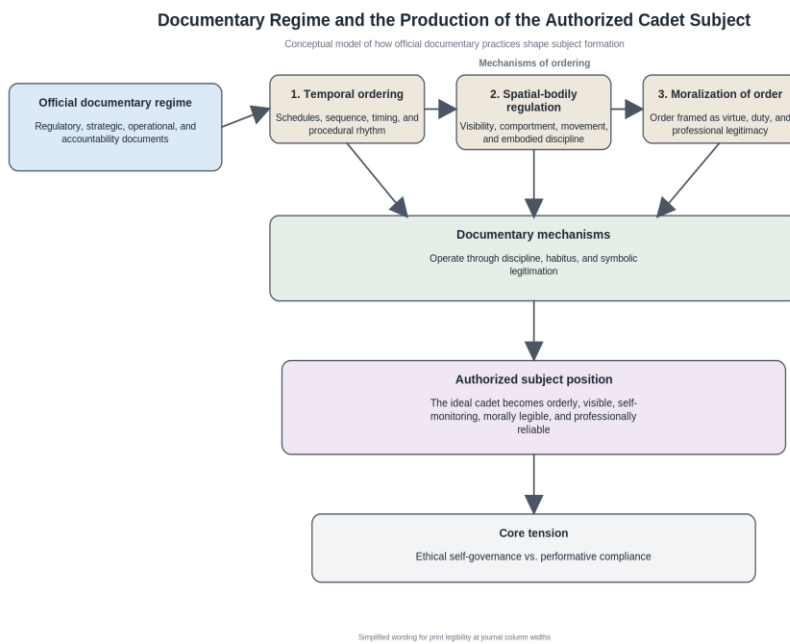 Documentary Regime and the Production of the Authorized Cadet Subject
Conceptual model of how official documentary practices shape subject formation
Mechanisms of ordering
Official documentary regime
Regulatory, strategic, operational, and
accountability documents
1. Temporal ordering
Schedules, sequence, timing, and
procedural rhythm
2. Spatial-bodily
regulation
Visibility, comportment, movement,
and embodied discipline
3. Moralization of order
Order framed as virtue, duty, and
professional legitimacy
Documentary mechanisms
Operate through discipline, habitus, and symbolic
legitimation
Authorized subject position
The ideal cadet becomes orderly, visible, self-
monitoring, morally legible, and professionally
reliable
Core tension
Ethical self-governance vs. performative compliance
Simplified wording for print legibility at journal column widths